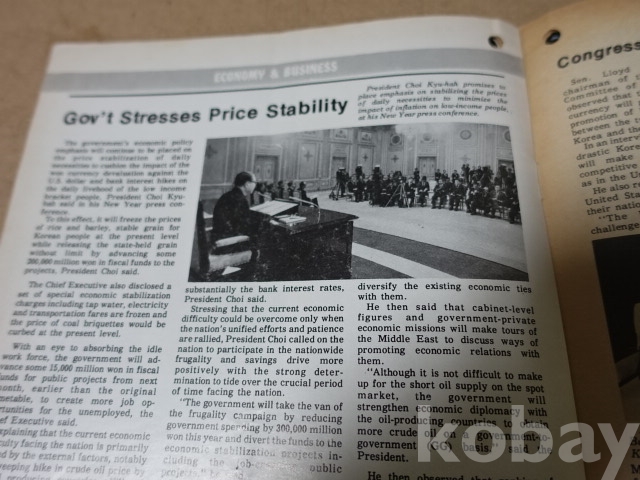 ECONOMY & BUSINESS
Gov't Stresses Price Stability
President Choi Kyu-hah promises to
place emphasis on stabilizing the prices
of daily necessities to minimize the
impact of inflation on low-income people,
at his New Year press conference.
The government's economic policy
emphasis will continue to be placed on
the price stabilization of daily
necessities to cushion the impact of the
won currency devaluation against the
U.S. dollar and bank interest hikes on
the daily livelihood of the low income
bracket people, President Choi Kyu-
hah said in his New Year press con-
ference.
To this effect, it will freeze the prices
of rice and barley, stable grain for
Korean people at the present level
while releasing the state-held grain
without limit by advancing some
200,000 million won in fiscal funds to the
projects, President Choi said.
The Chief Executive also disclosed a
set of special economic stabilization
charges including tap water, electricity
and transportation fares are frozen and
the price of coal briquettes would be
curbed at the present level.
With an eye to absorbing the idle
work force, the government will ad-
vance some 15,000 million won in fiscal
funds for public projects from next
month, earlier than the original
metable, to create more job op-
rtunities for the unemployed, the
ef Executive said.
xplaining that the current economic
culty facing the nation is primarily
ed by the external factors, notably
weeping hike in crude oil price by
substantially the bank interest rates,
President Choi said.
Stressing that the current economic
difficulty could be overcome only when
the nation's unified efforts and patience
are rallied, President Choi called on the
nation to participate in the nationwide
frugality and savings drive more
positively with the strong deter-
mination to tide over the crucial period
of time facing the nation.
"The government will take the van of
the frugality campaign by reducing
government spending by 300,000 million
won this year and divert the funds to the
economic stabilization projects in-
cluding the public
diversify the existing economic ties
with them.
He then said that cabinet-level
figures and government-private
economic missions will make tours of
the Middle East to discuss ways of
promoting economic relations with
them.
"Although it is not difficult to make
up for the short oil supply on the spot
market, the government will
strengthen economic diplomacy with
the oil-producing countries to obtain
more crude oil on a government-to-
government (GG) basis," said the
President.
He then observed that
Congress
Sen. Lloyd
chairman of
Committee of
observed that
currency will
promotion of
between the
Korea and the
In an interv
drastic Kore
will make
competitive
as in the Uni
He also re
United State
their nation
"The
challenge
kobay